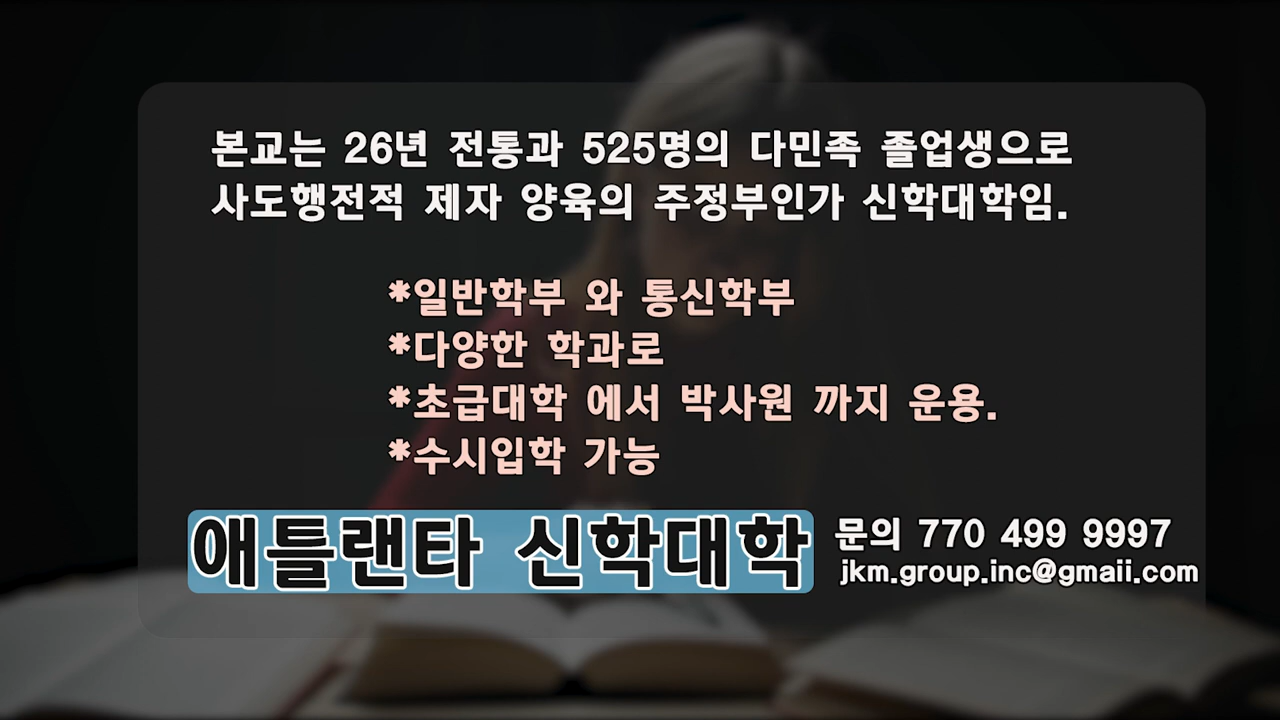 본교는 26년 전통과 525명의 다민족 졸업생으로
사도행전적 제자 양육의 주정부인가 신학대학임.
*일반학부 와 통신학부
*다양한 학과로
*초급대학 에서 박사원 까지 운용.
*수시입학 가능
애틀랜타 신학대학
문의 770 499 9997
jkm.group.inc@gmaii.com